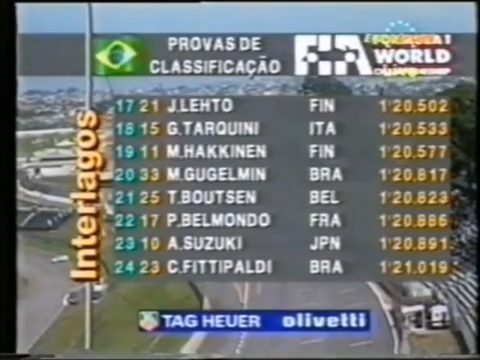 PROVAS DE
CLASSIFICAÇÃO
FIA
FORMULA 1
WORLD
Interlagos
17 21 J.LEHTO FIN 1'20.502
18 15 G.TARQUINI ITA 1'20.533
19 11 M.HAKKINEN FIN 1'20.577
20 33 M.GUGELMIN BRA 1'20.817
21 25 T.BOUTSEN BEL 1'20.823
22 17 P.BELMONDO FRA 1'20.886
23 10 A.SUZUKI JPN 1'20.891
24 23 C.FITTIPALDI BRA 1'21.019
TAG HEUER olivetti